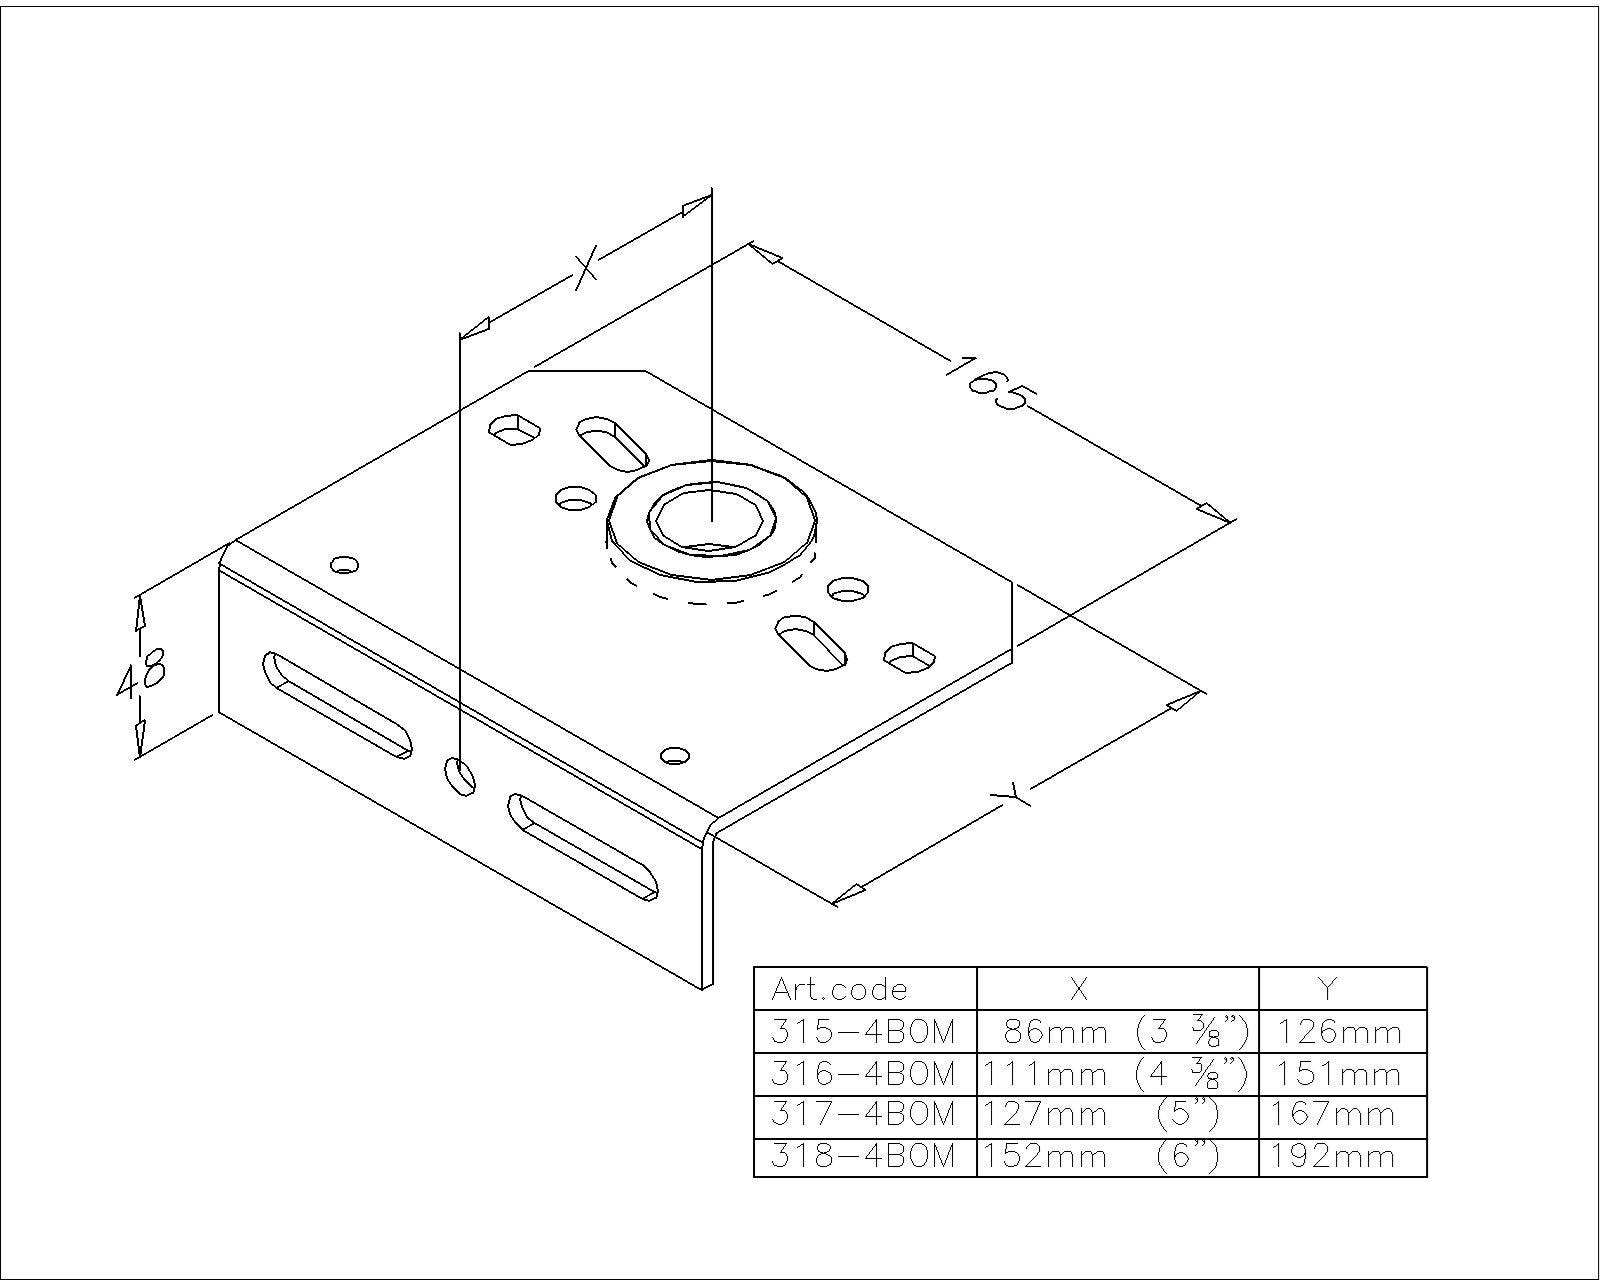 X
165
48
Y
Art.code X Y
315-4BOM 86mm (3 ⅜") 126mm
316-4BOM 111mm (4 ⅜") 151mm
317-4BOM 127mm (5") 167mm
318-4BOM 152mm (6") 192mm